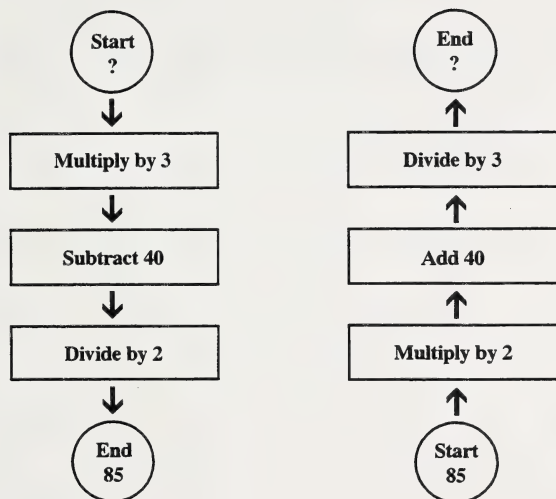 Start
?
Multiply by 3
Subtract 40
Divide by 2
End
85
End
?
Divide by 3
Add 40
Multiply by 2
Start
85